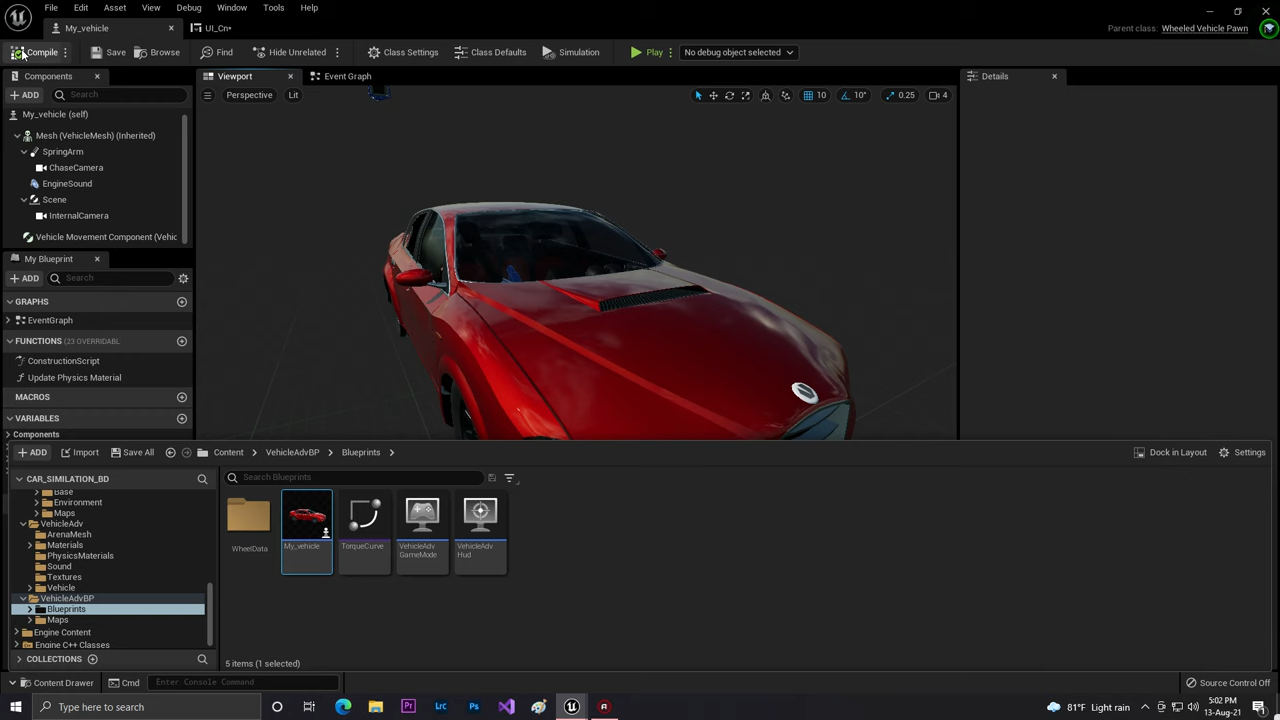 File Edit Asset View Debug Window Tools Help
My_vehicle UI_Cn*
Parent class: Wheeled Vehicle Pawn
Compile Save Browse Find Hide Unrelated Class Settings Class Defaults Simulation Play No debug object selected
Components Viewport Event Graph Details
ADD Search Perspective Lit 10 10° 0.25 4
My_vehicle (self)
Mesh (VehicleMesh) (Inherited)
SpringArm
ChaseCamera
EngineSound
Scene
InternalCamera
Vehicle Movement Component (Vehic
My Blueprint
ADD Search
GRAPHS
EventGraph
FUNCTIONS (23 OVERRIDABL
ConstructionScript
Update Physics Material
MACROS
VARIABLES
Components
ADD Import Save All Content VehicleAdvBP Blueprints Dock in Layout Settings
CAR_SIMILATION_BD
Search Blueprints
Base
Environment
Maps
VehicleAdv
ArenaMesh
Materials
PhysicsMaterials
Sound
Textures
Vehicle
VehicleAdvBP
Blueprints
Maps
Engine Content
Engine C++ Classes
COLLECTIONS
WheelData
My_vehicle
TorqueCurve
VehicleAdv
GameMode
VehicleAdv
Hud
5 items (1 selected)
Content Drawer Cmd Enter Console Command Source Control Off
Type here to search Pr Lrc Ps 81°F Light rain 5:02 PM
13-Aug-21